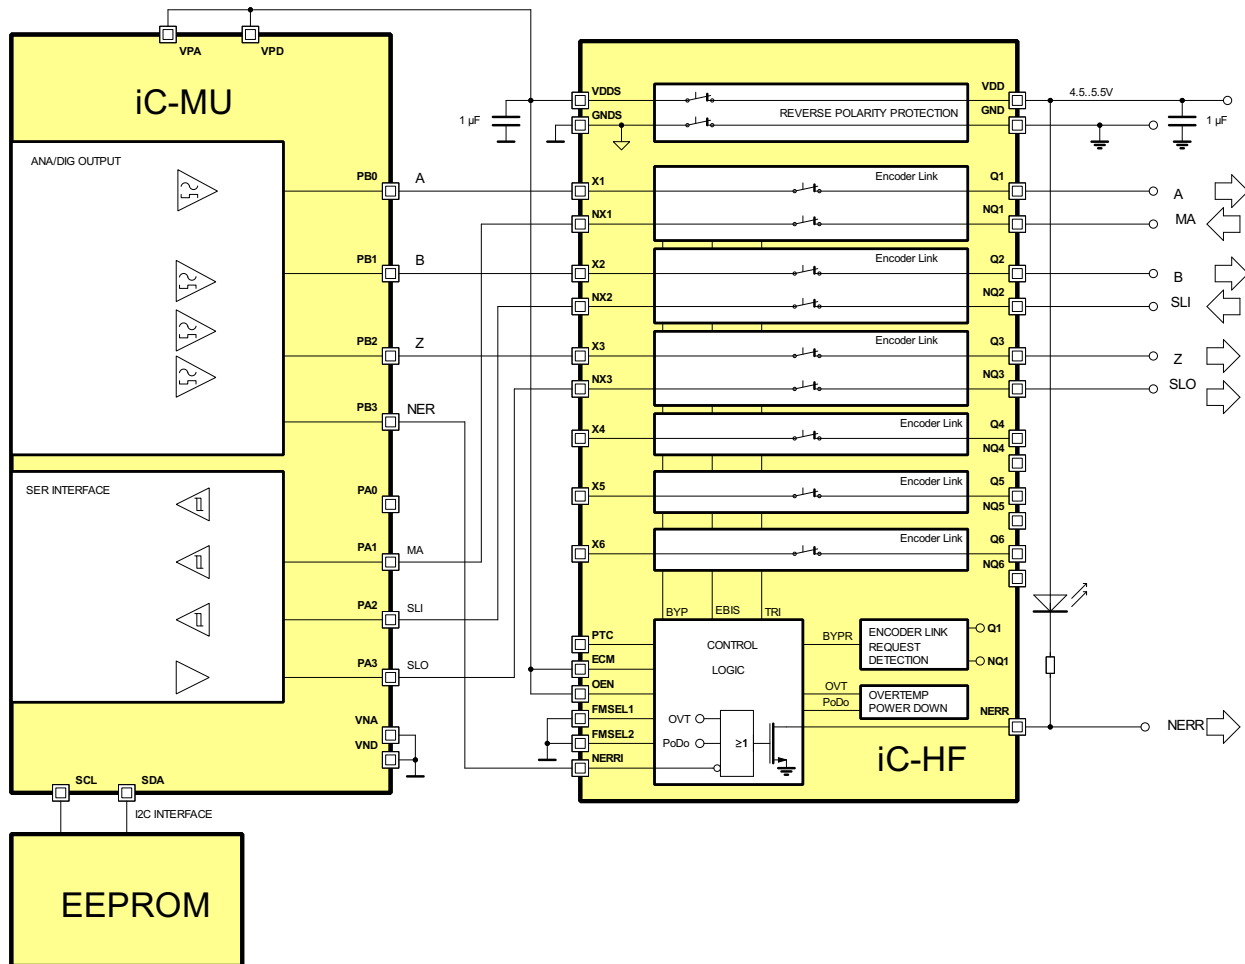 VPA
VPD
iC-MU
ANA/DIG OUTPUT
PB0
A
PB1
B
PB2
Z
PB3
NER
SER INTERFACE
PA0
PA1
MA
PA2
SLI
PA3
SLO
VNA
VND
SCL
SDA
I2C INTERFACE
EEPROM
1 µF
VDDS
GNDS
REVERSE POLARITY PROTECTION
VDD
GND
4.5..5.5V
1 µF
X1
Encoder Link
Q1
A
NX1
NQ1
MA
X2
Encoder Link
Q2
B
NX2
NQ2
SLI
X3
Encoder Link
Q3
Z
NX3
NQ3
SLO
X4
Encoder Link
Q4
NQ4
X5
Encoder Link
Q5
NQ5
X6
Encoder Link
Q6
NQ6
BYP
EBIS
TRI
PTC
ECM
OEN
FMSEL1
FMSEL2
NERRI
CONTROL
LOGIC
OVT
PoDo
≥1
BYPR
ENCODER LINK
REQUEST
DETECTION
Q1
NQ1
OVT
PoDo
OVERTEMP
POWER DOWN
NERR
NERR
iC-HF